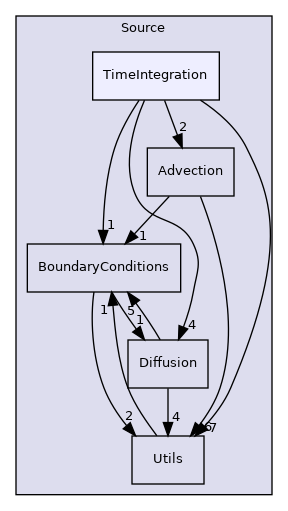 Source
TimeIntegration
2
Advection
1 1
BoundaryConditions
1 5 1 4
Diffusion
2 4 7
Utils